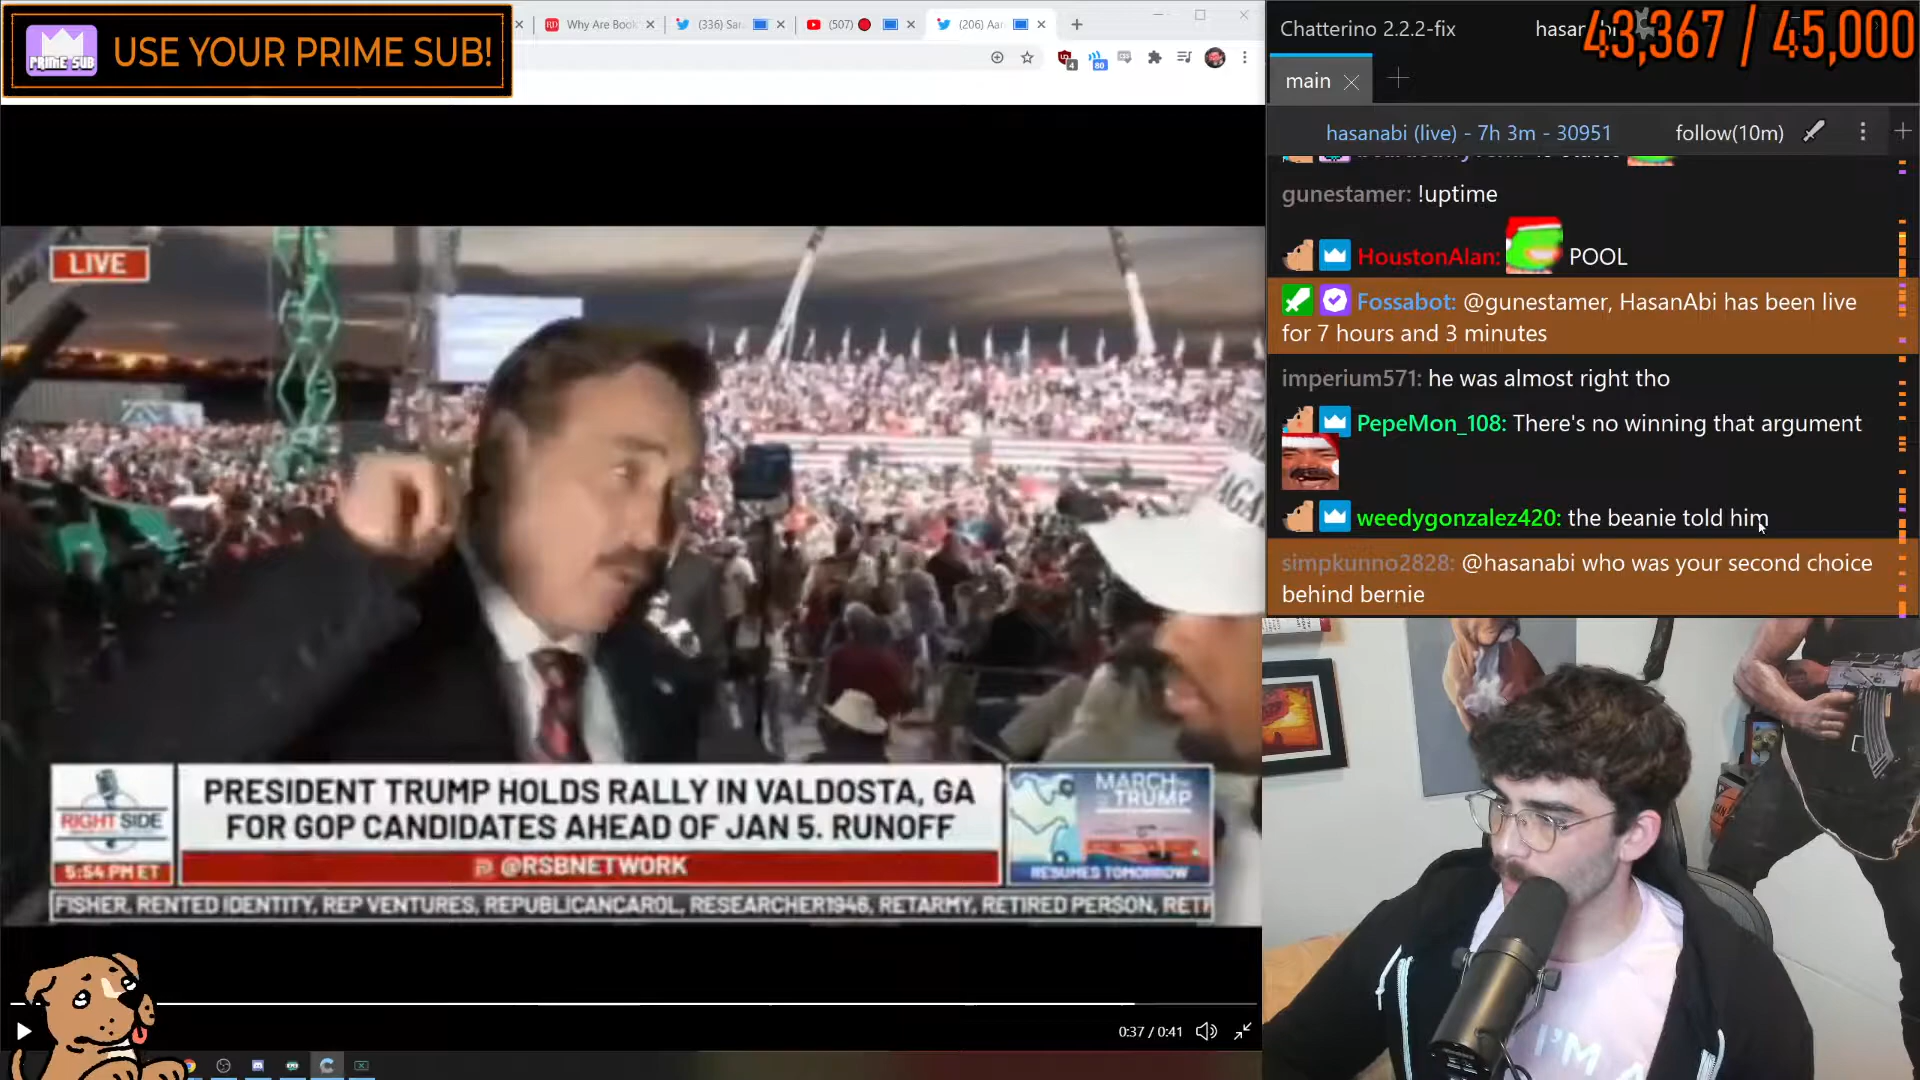 PRIME SUB
USE YOUR PRIME SUB!
Why Are Book
(336) Sar
(507)
(206) Aar
4
80
Chatterino 2.2.2-fix
43,367 / 45,000
main
hasanabi (live) - 7h 3m - 30951
follow(10m)
gunestamer: !uptime
HoustonAlan: POOL
Fossabot: @gunestamer, HasanAbi has been live
for 7 hours and 3 minutes
imperium571: he was almost right tho
PepeMon_108: There's no winning that argument
weedygonzalez420: the beanie told him
simpkunno2828: @hasanabi who was your second choice
behind bernie
LIVE
RIGHT SIDE
5:54 PM ET
PRESIDENT TRUMP HOLDS RALLY IN VALDOSTA, GA
FOR GOP CANDIDATES AHEAD OF JAN 5. RUNOFF
@RSBNETWORK
MARCH
TRUMP
RESUMES TOMORROW
FISHER, RENTED IDENTITY, REP VENTURES, REPUBLICANCAROL, RESEARCHER1946, RETARMY, RETIRED PERSON, RETI
0:37 / 0:41
I'M A